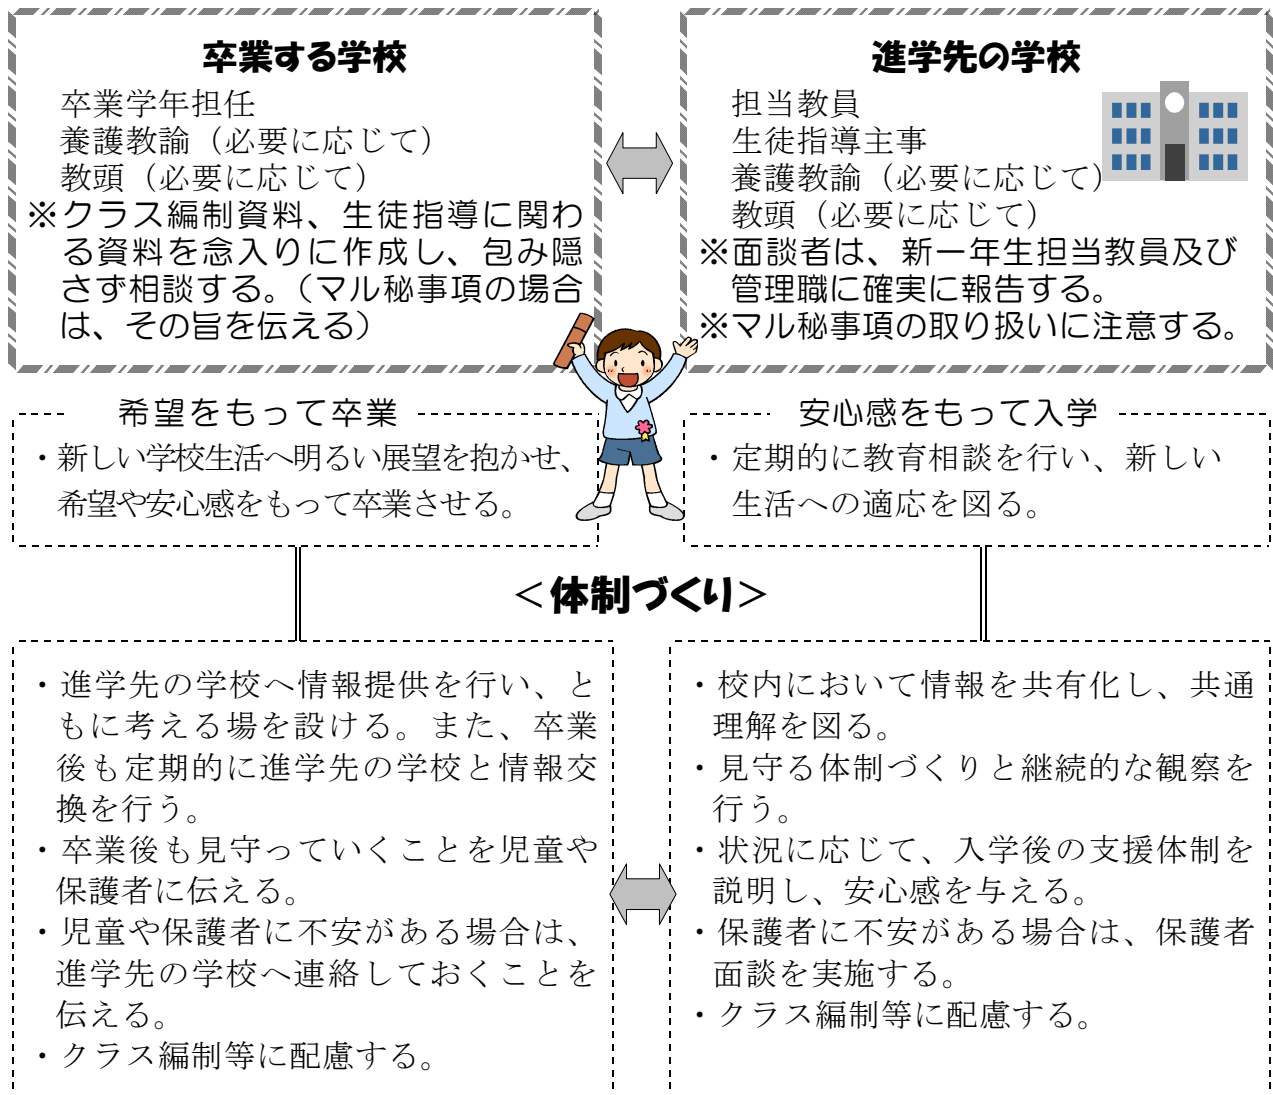 卒業する学校
卒業学年担任
養護教諭（必要に応じて）
教頭（必要に応じて）
※クラス編制資料、生徒指導に関わ
る資料を念入りに作成し、包み隠
さず相談する。（マル秘事項の場合
は、その旨を伝える）
進学先の学校
担当教員
生徒指導主事
養護教諭（必要に応じて）
教頭（必要に応じて）
※面談者は、新一年生担当教員及び
管理職に確実に報告する。
※マル秘事項の取り扱いに注意する。
希望をもって卒業
・新しい学校生活へ明るい展望を抱かせ、
希望や安心感をもって卒業させる。
安心感をもって入学
・定期的に教育相談を行い、新しい
生活への適応を図る。
＜体制づくり＞
・進学先の学校へ情報提供を行い、と
もに考える場を設ける。また、卒業
後も定期的に進学先の学校と情報交
換を行う。
・卒業後も見守っていくことを児童や
保護者に伝える。
・児童や保護者に不安がある場合は、
進学先の学校へ連絡しておくことを
伝える。
・クラス編制等に配慮する。
・校内において情報を共有化し、共通
理解を図る。
・見守る体制づくりと継続的な観察を
行う。
・状況に応じて、入学後の支援体制を
説明し、安心感を与える。
・保護者に不安がある場合は、保護者
面談を実施する。
・クラス編制等に配慮する。